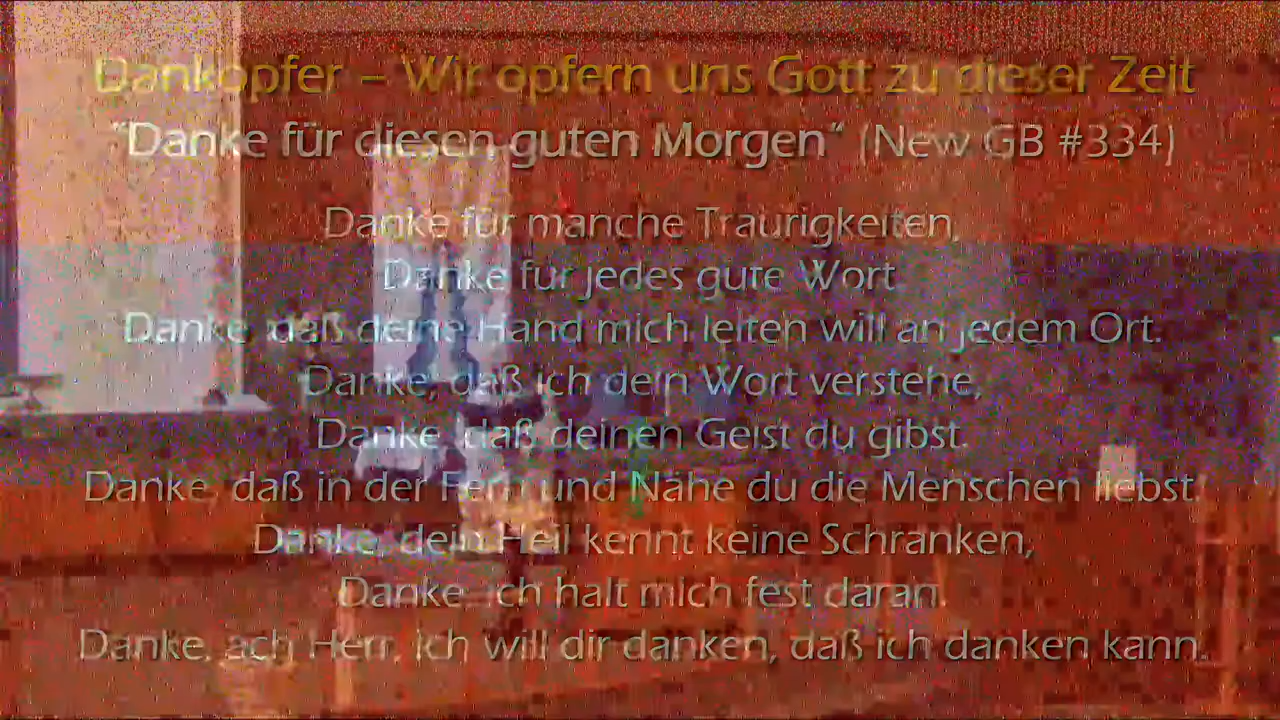 Dankopfer – Wir opfern uns Gott zu dieser Zeit
"Danke für diesen guten Morgen" (New GB #334)
Danke für manche Traurigkeiten,
Danke für jedes gute Wort.
Danke, daß deine Hand mich leiten will an jedem Ort.
Danke, daß ich dein Wort verstehe,
Danke, daß deinen Geist du gibst.
Danke, daß in der Fern und Nähe du die Menschen liebst.
Danke, dein Heil kennt keine Schranken,
Danke, ich halt mich fest daran.
Danke, ach Herr, ich will dir danken, daß ich danken kann.